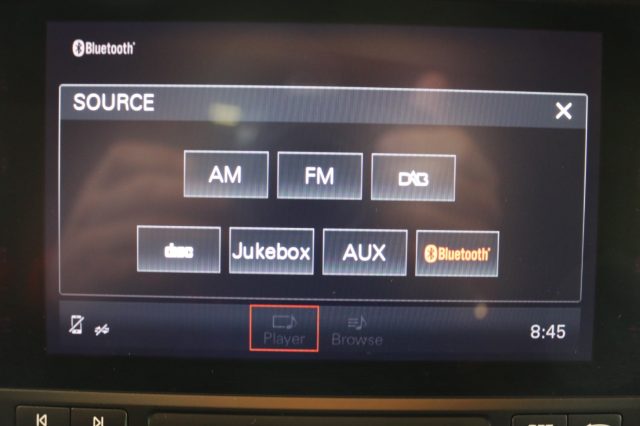 Bluetooth
SOURCE
AM FM DAB
disc Jukebox AUX Bluetooth
Player Browse
8:45